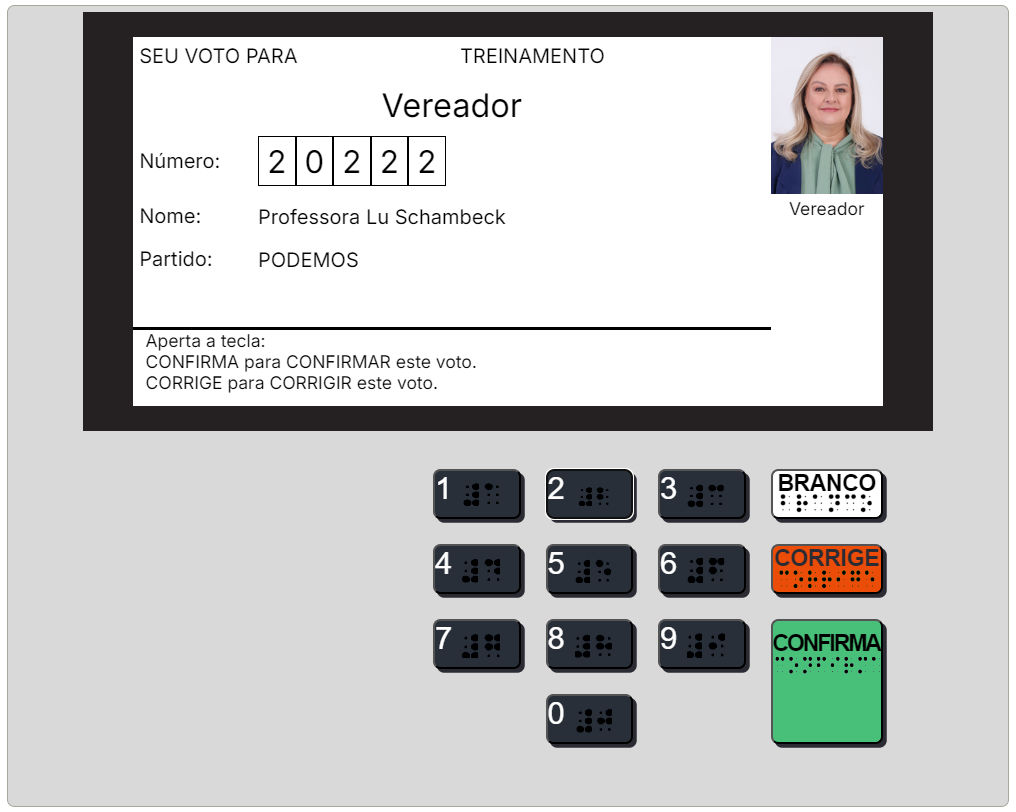 SEU VOTO PARA TREINAMENTO
Vereador
Número: 2 0 2 2 2
Nome: Professora Lu Schambeck
Partido: PODEMOS
Vereador
Aperta a tecla:
CONFIRMA para CONFIRMAR este voto.
CORRIGE para CORRIGIR este voto.
1 2 3 BRANCO
4 5 6 CORRIGE
7 8 9 CONFIRMA
0